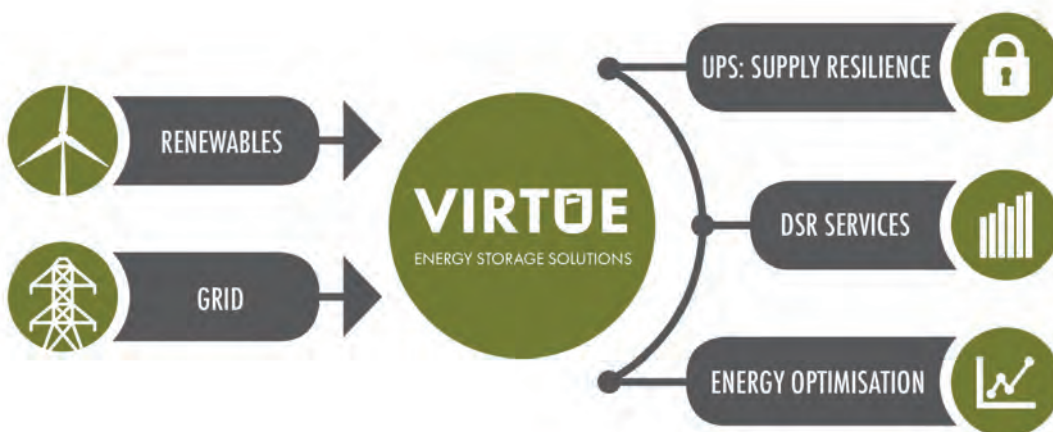 RENEWABLES
GRID
VIRTUE
ENERGY STORAGE SOLUTIONS
UPS: SUPPLY RESILIENCE
DSR SERVICES
ENERGY OPTIMISATION